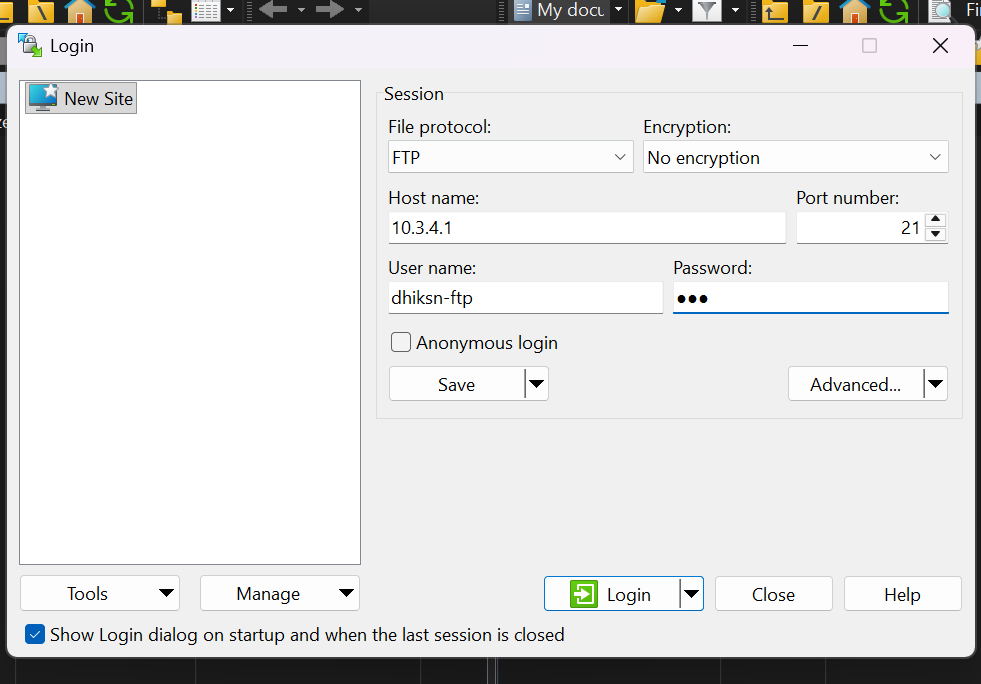 My docu
Fi
Login
New Site
Session
File protocol: Encryption:
FTP No encryption
Host name: Port number:
10.3.4.1 21
User name: Password:
dhiksn-ftp ●●●
Anonymous login
Save Advanced...
Tools Manage Login Close Help
Show Login dialog on startup and when the last session is closed